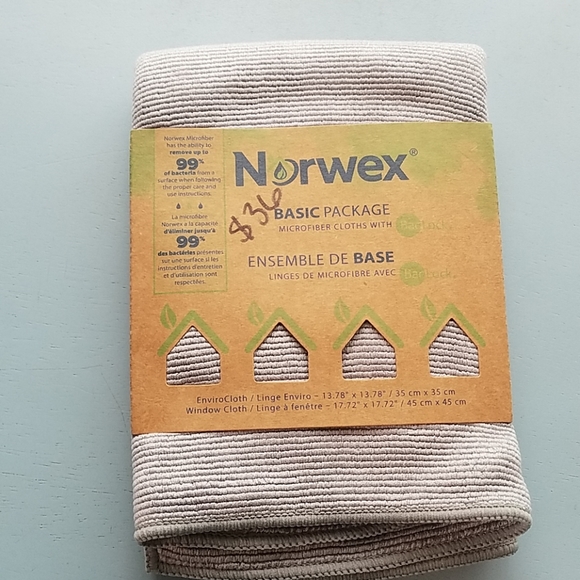 Norwex Microfiber
has the ability to
remove up to
99%
of bacteria from a
surface when following
the proper care and
use instructions.
La microfibre
Norwex a la capacité
d'éliminer jusqu'à
99%
des bactéries présentes
sur une surface si les
instructions d'entretien
et d'utilisation sont
respectées.
Norwex®
$36
BASIC PACKAGE
MICROFIBER CLOTHS WITH BacLock
ENSEMBLE DE BASE
LINGES DE MICROFIBRE AVEC BacLock
EnviroCloth / Linge Enviro – 13.78" x 13.78" / 35 cm x 35 cm
Window Cloth / Linge à fenêtre – 17.72" x 17.72" / 45 cm x 45 cm